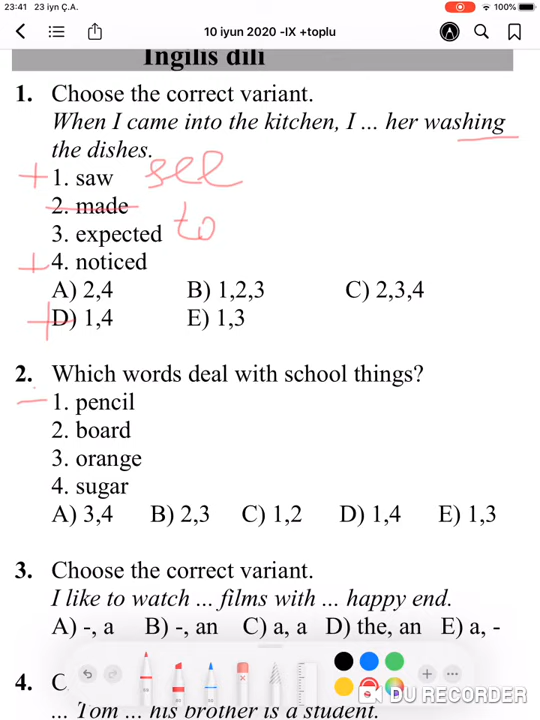 23:41 23 iyn Ç.A. 100%
10 iyun 2020 -IX +toplu
Ingilis dili
1. Choose the correct variant.
When I came into the kitchen, I ... her washing
the dishes.
+ 1. saw see
2. made
3. expected to
+ 4. noticed
A) 2,4 B) 1,2,3 C) 2,3,4
+ D) 1,4 E) 1,3
2. Which words deal with school things?
1. pencil
2. board
3. orange
4. sugar
A) 3,4 B) 2,3 C) 1,2 D) 1,4 E) 1,3
3. Choose the correct variant.
I like to watch ... films with ... happy end.
A) -, a B) -, an C) a, a D) the, an E) a, -
4. C
DU RECORDER
... Tom ... his brother is a student.